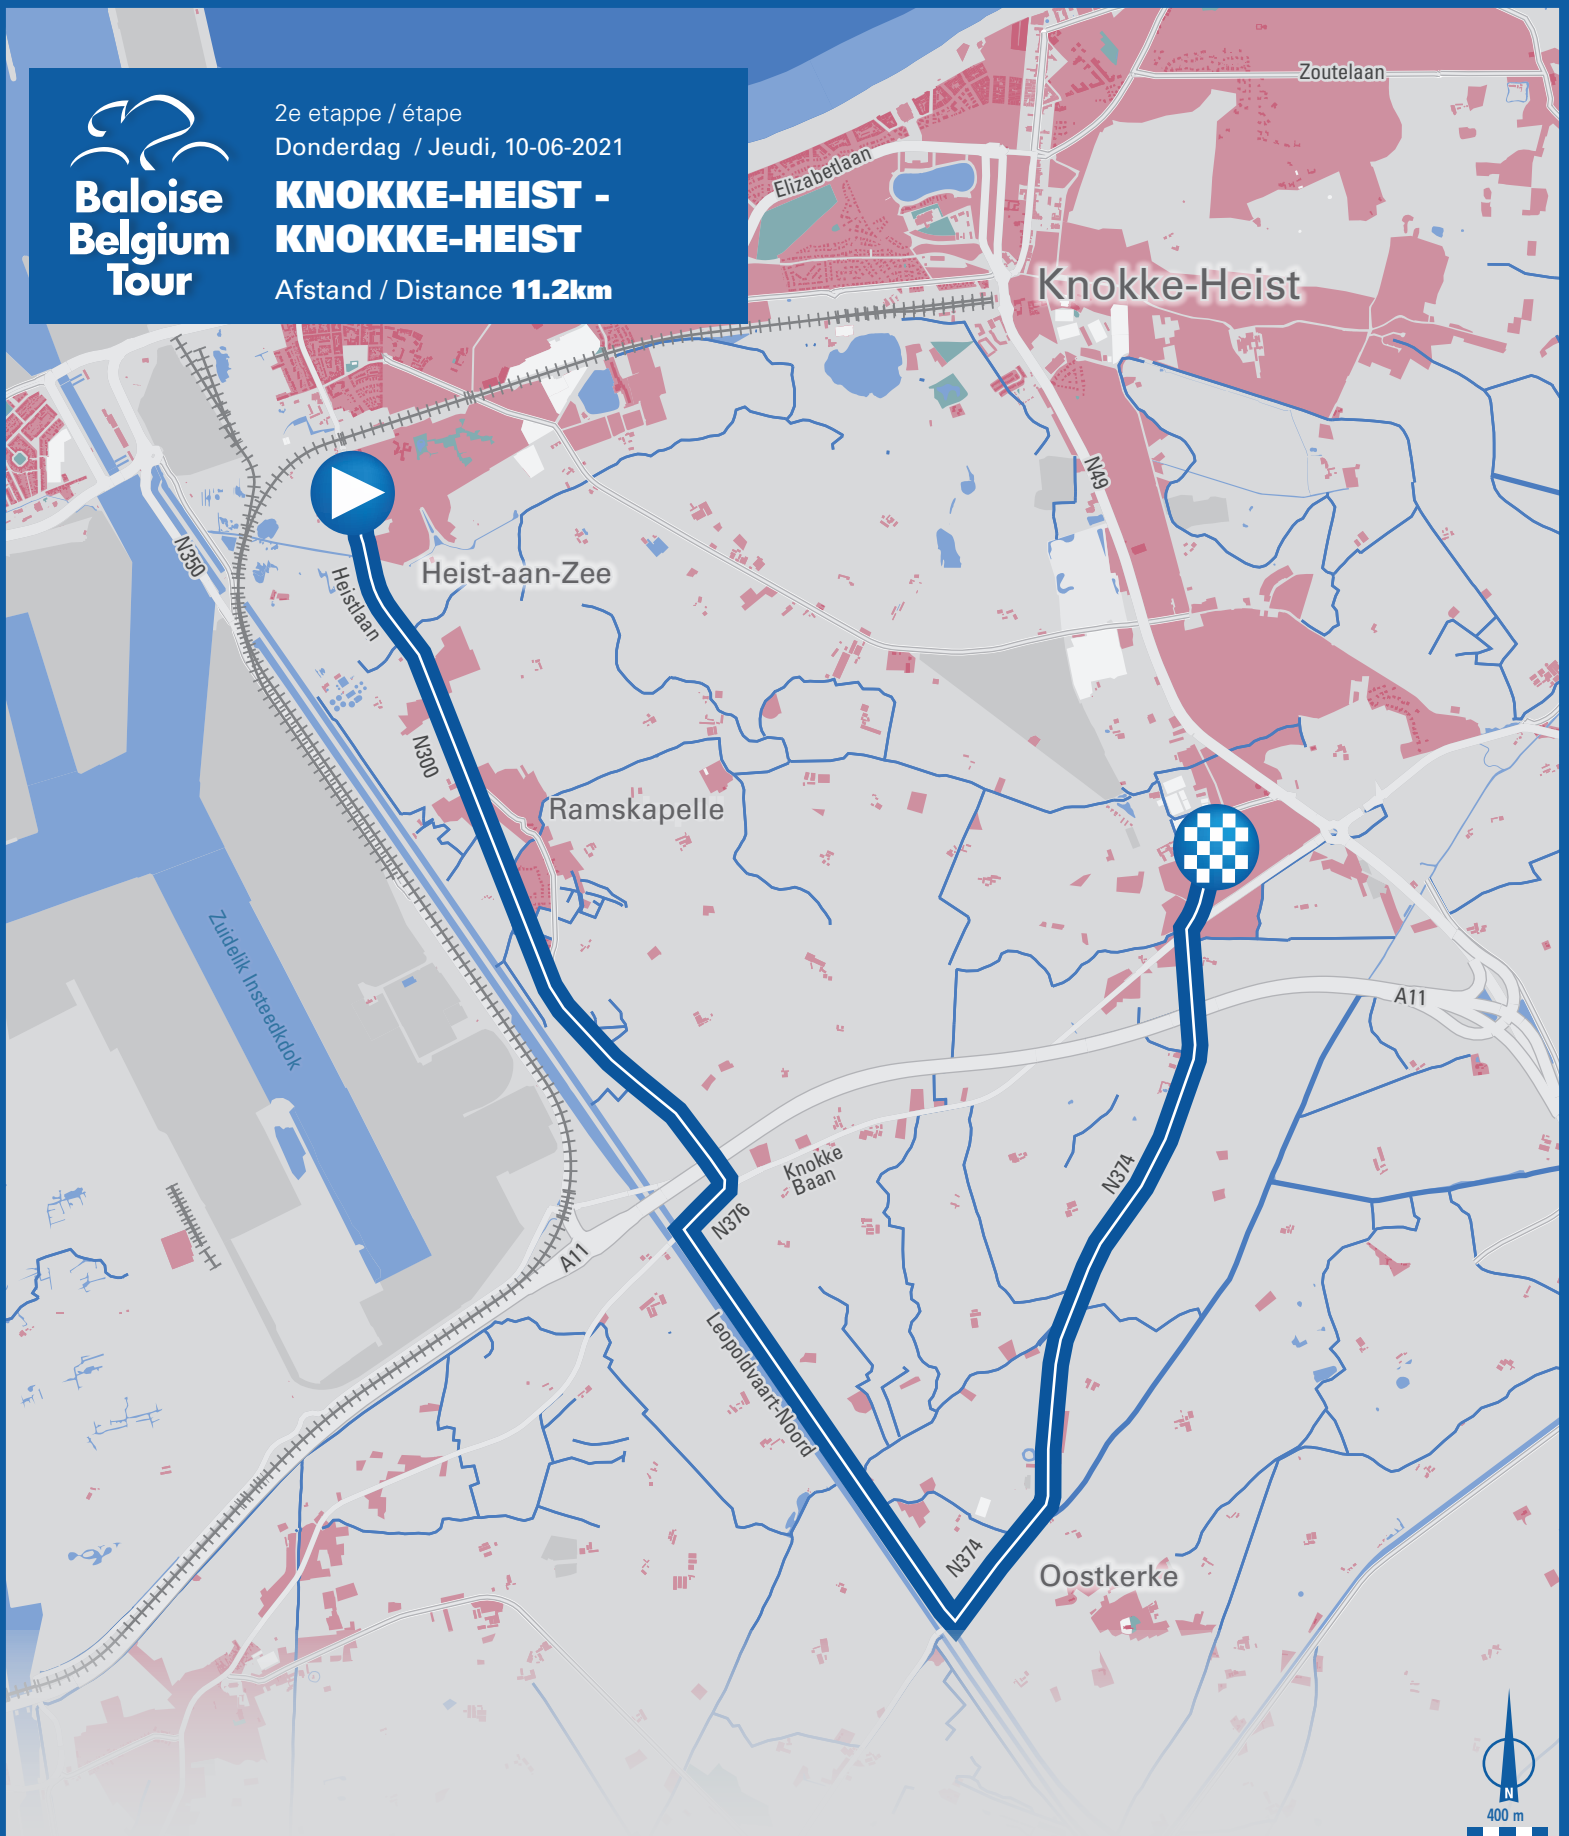 2e etappe / étape
Donderdag / Jeudi, 10-06-2021
KNOKKE-HEIST -
KNOKKE-HEIST
Afstand / Distance 11.2km
Baloise
Belgium
Tour
Zoutelaan
Elizabetlaan
Knokke-Heist
N49
N350
Heistlaan
Heist-aan-Zee
N300
Ramskapelle
Zuidelik Insteedkdok
A11
Knokke
Baan
N374
N376
A11
Leopoldvaart-Noord
N374
Oostkerke
N
400 m